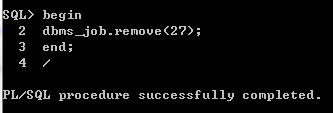 SQL> begin
  2  dbms_job.remove(27);
  3  end;
  4  /
PL/SQL procedure successfully completed.